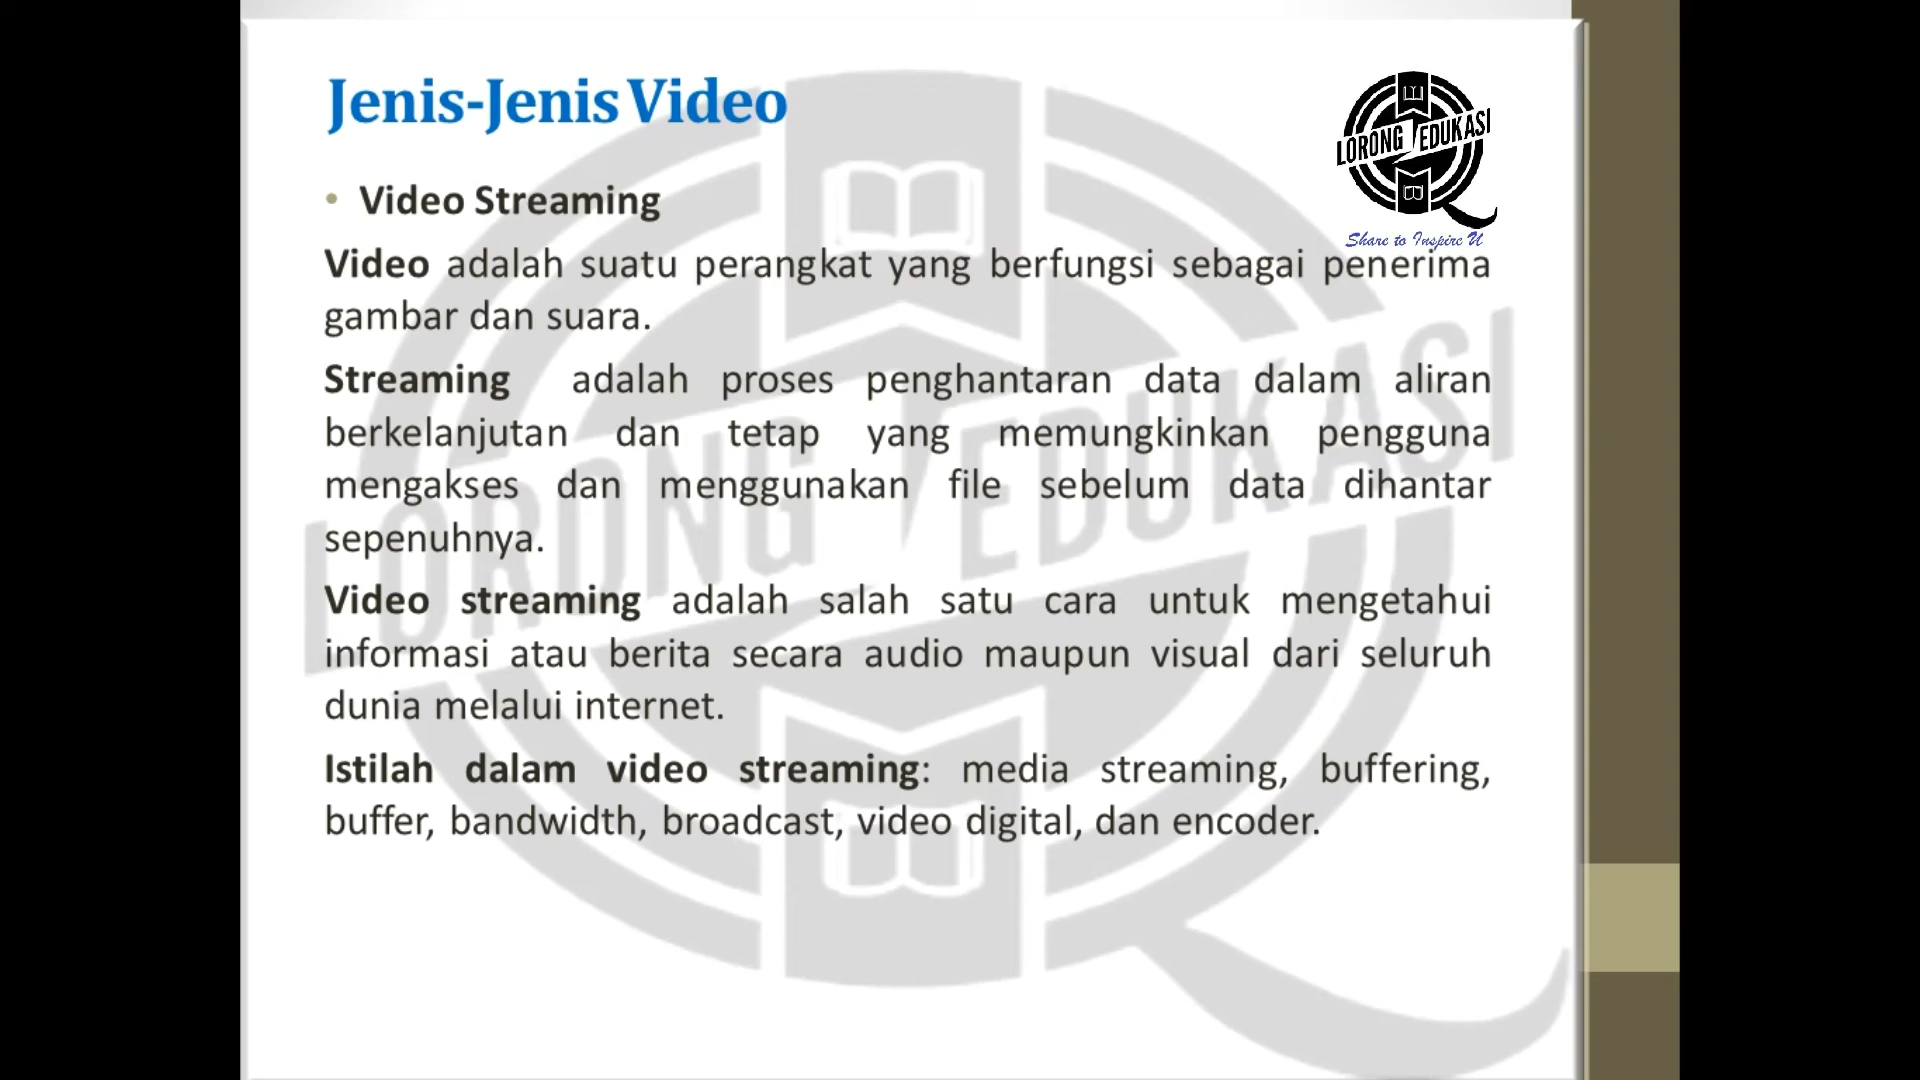 Jenis-Jenis Video
LORONG EDUKASI
Share to Inspire U
• Video Streaming
Video adalah suatu perangkat yang berfungsi sebagai penerima
gambar dan suara.
Streaming adalah proses penghantaran data dalam aliran
berkelanjutan dan tetap yang memungkinkan pengguna
mengakses dan menggunakan file sebelum data dihantar
sepenuhnya.
Video streaming adalah salah satu cara untuk mengetahui
informasi atau berita secara audio maupun visual dari seluruh
dunia melalui internet.
Istilah dalam video streaming: media streaming, buffering,
buffer, bandwidth, broadcast, video digital, dan encoder.
LORONG EDUKASI